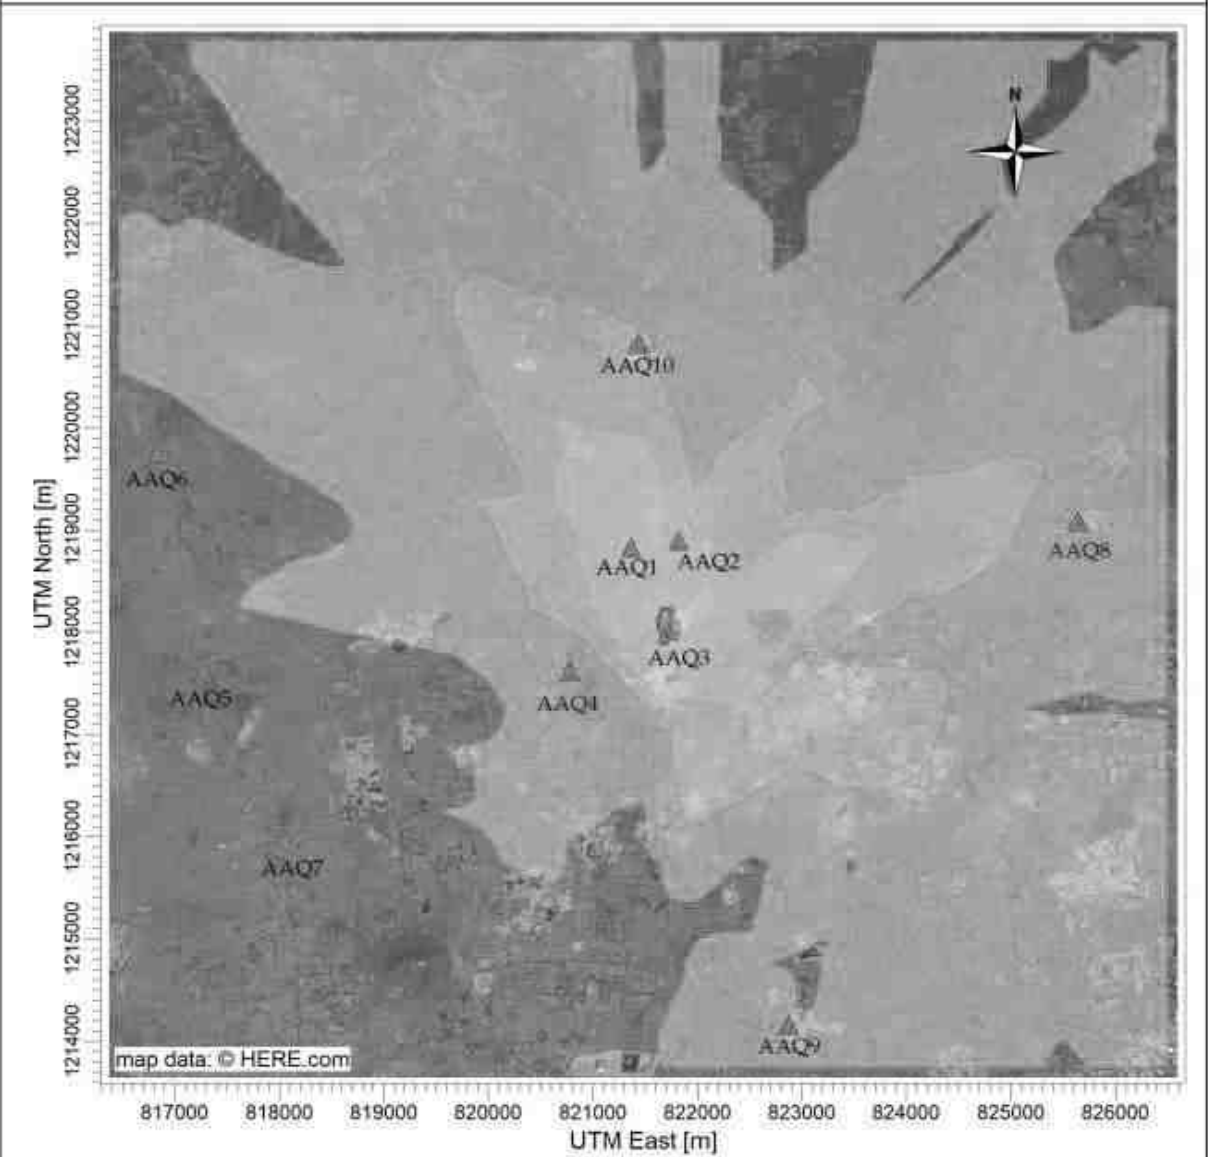 N
1223000
1222000
1221000
1220000
1219000
1218000
1217000
1216000
1215000
1214000
UTM North [m]
AAQ10
AAQ6
AAQ1
AAQ2
AAQ8
AAQ3
AAQ5
AAQ4
AAQ7
AAQ9
map data: © HERE.com
817000 818000 819000 820000 821000 822000 823000 824000 825000 826000
UTM East [m]